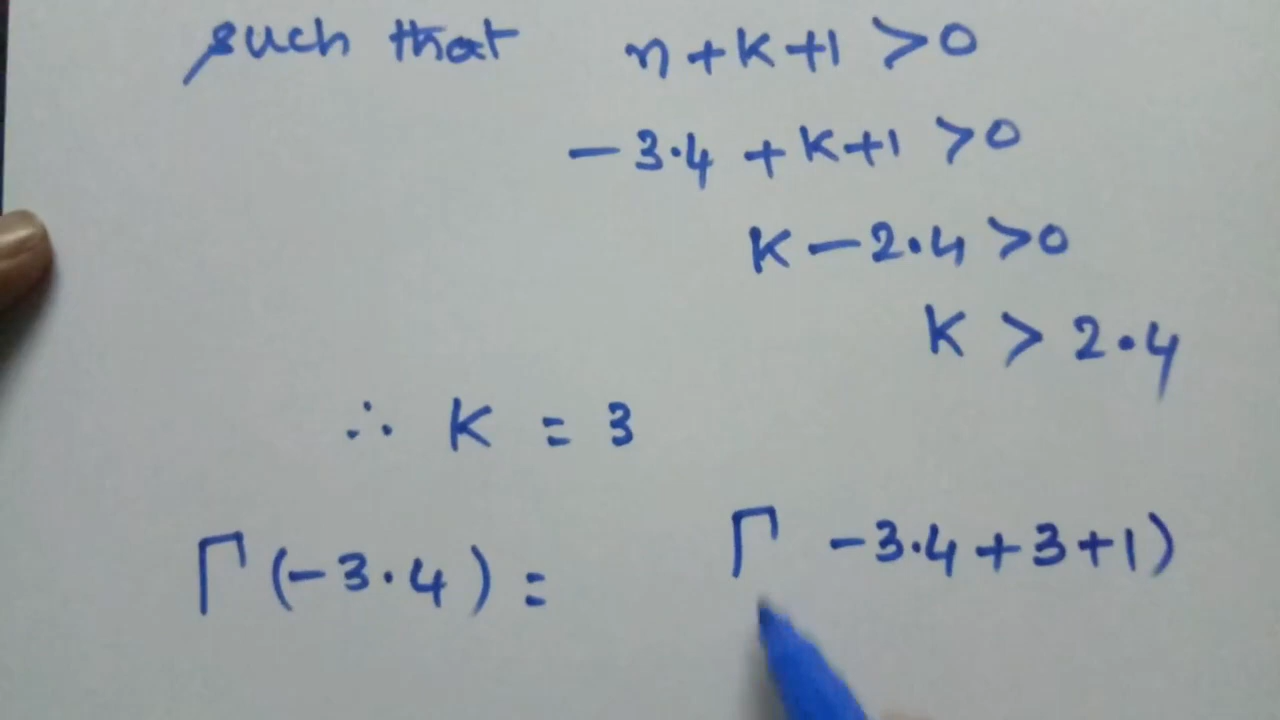 such that n+K+1 >0
-3.4 +K+1 >0
K-2.4 >0
K > 2.4
∴ K = 3
Γ(-3.4) = Γ -3.4+3+1)